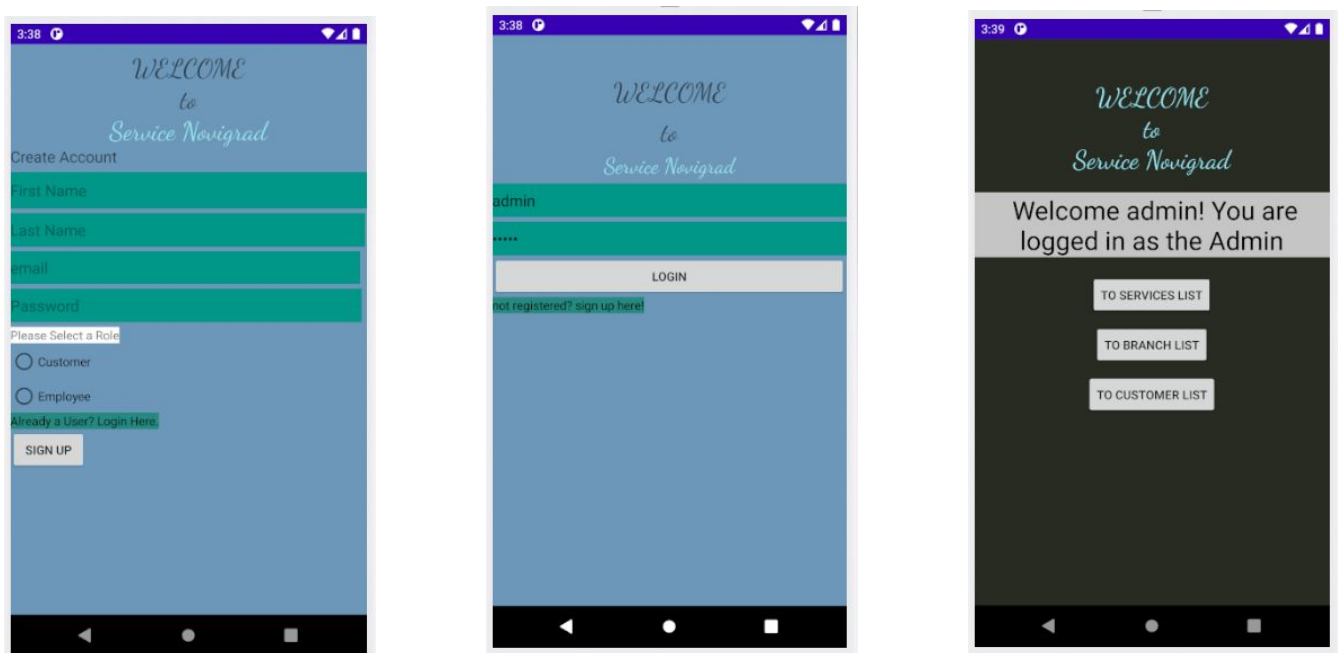 3:38
WELCOME
to
Service Novigrad
Create Account
First Name
Last Name
email
Password
Please Select a Role
Customer
Employee
Already a User? Login Here.
SIGN UP
3:38
WELCOME
to
Service Novigrad
admin
•••••
LOGIN
not registered? sign up here!
3:39
WELCOME
to
Service Novigrad
Welcome admin! You are
logged in as the Admin
TO SERVICES LIST
TO BRANCH LIST
TO CUSTOMER LIST